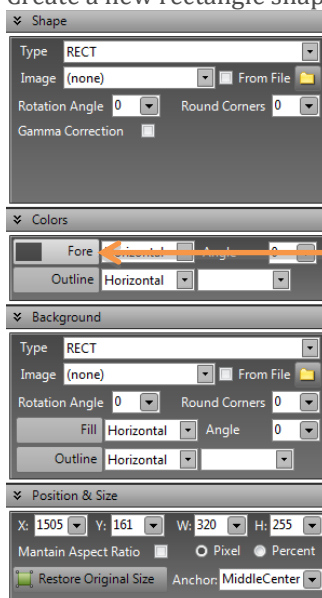 Create a new rectangle shap
Shape
Type RECT
Image (none) From File
Rotation Angle 0 Round Corners 0
Gamma Correction
Colors
Fore Horizontal Angle 0
Outline Horizontal
Background
Type RECT
Image (none) From File
Rotation Angle 0 Round Corners 0
Fill Horizontal Angle 0
Outline Horizontal
Position & Size
X: 1505 Y: 161 W: 320 H: 255
Mantain Aspect Ratio Pixel Percent
Restore Original Size Anchor: MiddleCenter